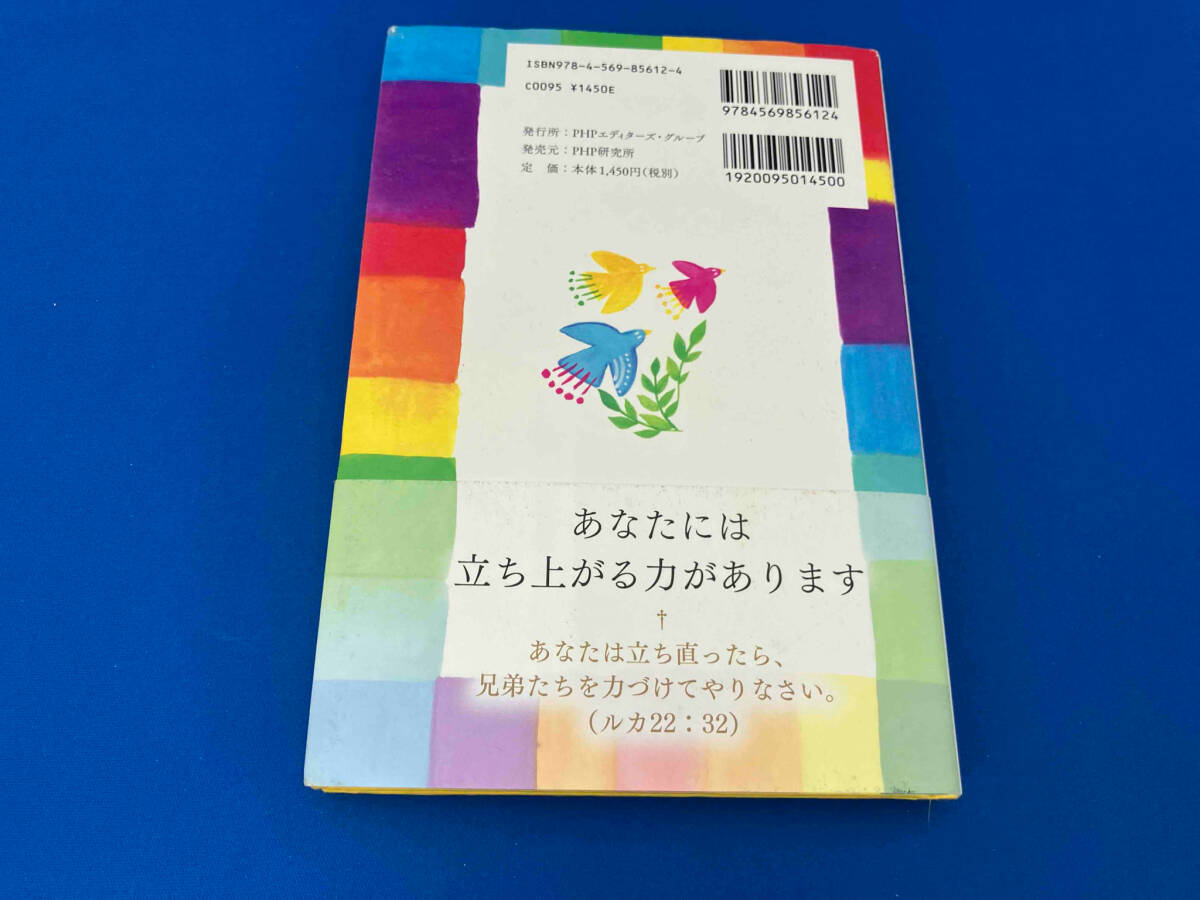 ISBN978-4-569-85612-4
C0095 ¥1450E
9784569856124
発行所：PHPエディターズ・グループ
発売元：PHP研究所
定　価：本体1,450円（税別）
1920095014500
あなたには
立ち上がる力があります
†
あなたは立ち直ったら、
兄弟たちを力づけてやりなさい。
（ルカ22：32）